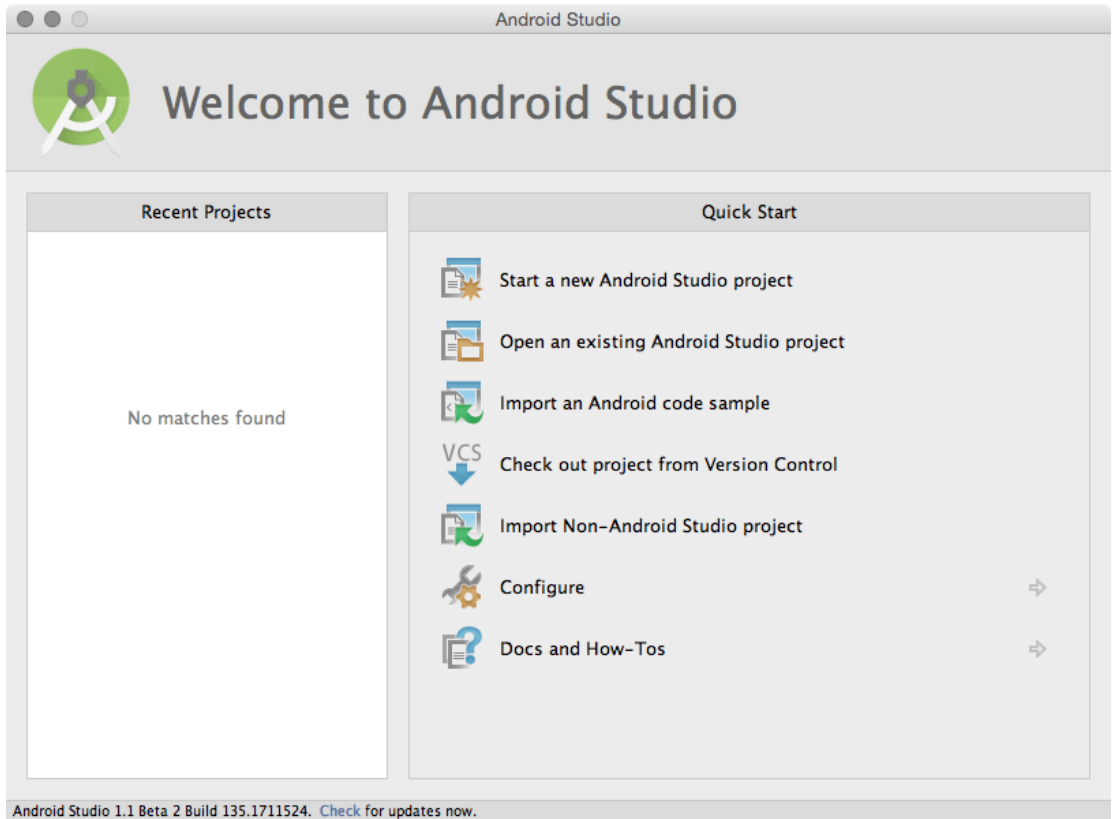 Android Studio
Welcome to Android Studio
Recent Projects
No matches found
Quick Start
Start a new Android Studio project
Open an existing Android Studio project
Import an Android code sample
VCS
Check out project from Version Control
Import Non-Android Studio project
Configure
Docs and How-Tos
Android Studio 1.1 Beta 2 Build 135.1711524. Check for updates now.